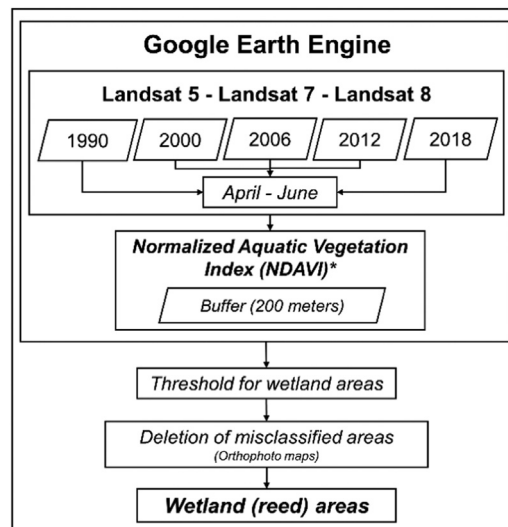 Google Earth Engine
Landsat 5 - Landsat 7 - Landsat 8
1990 2000 2006 2012 2018
April - June
Normalized Aquatic Vegetation
Index (NDAVI)*
Buffer (200 meters)
Threshold for wetland areas
Deletion of misclassified areas
(Orthophoto maps)
Wetland (reed) areas